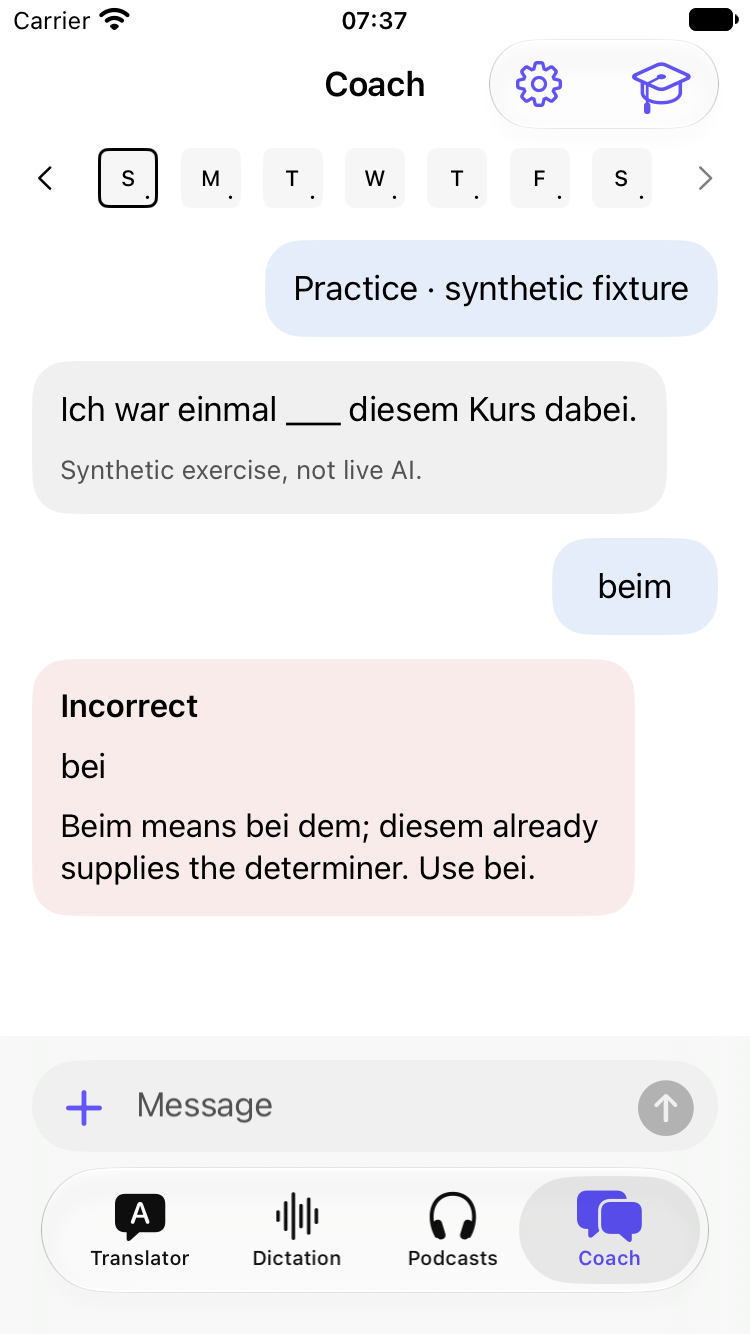 Carrier 07:37
Coach
S. M. T. W. T. F. S.
Practice · synthetic fixture
Ich war einmal ___ diesem Kurs dabei.
Synthetic exercise, not live AI.
beim
Incorrect
bei
Beim means bei dem; diesem already
supplies the determiner. Use bei.
Message
A
Translator Dictation Podcasts Coach